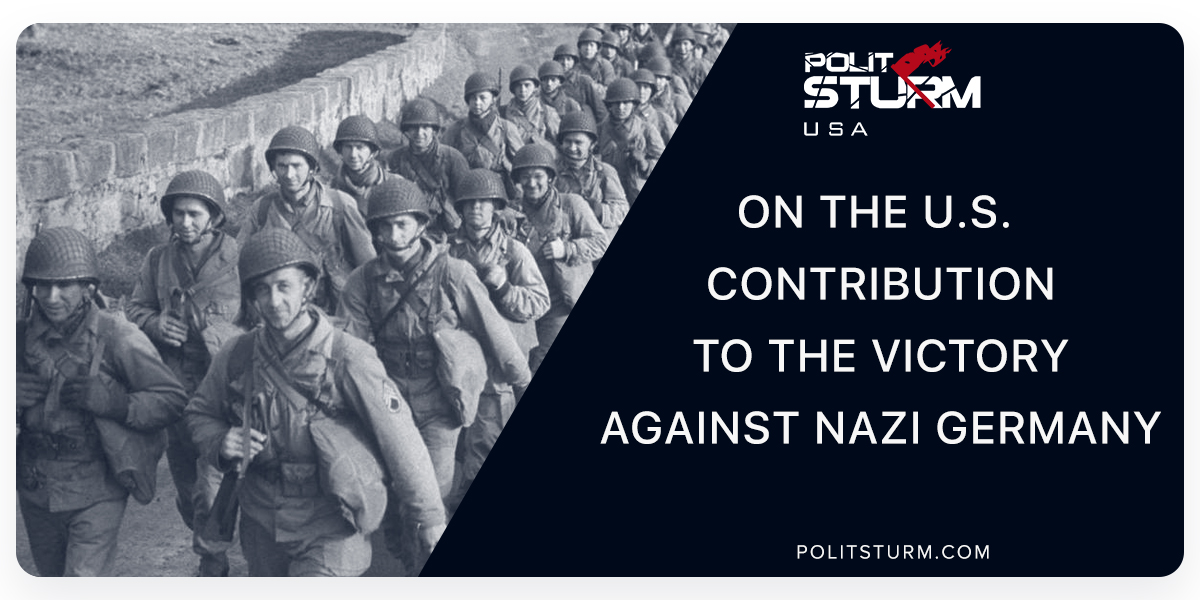 POLIT
STURM
USA
ON THE U.S.
CONTRIBUTION
TO THE VICTORY
AGAINST NAZI GERMANY
POLITSTURM.COM